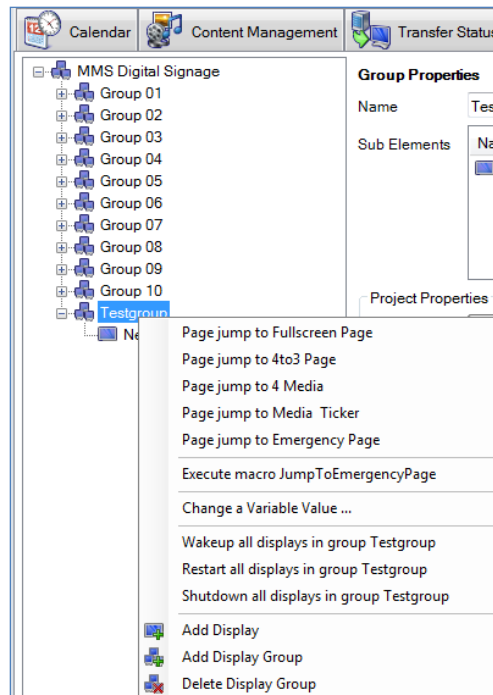 Calendar
Content Management
Transfer Status
MMS Digital Signage
Group 01
Group 02
Group 03
Group 04
Group 05
Group 06
Group 07
Group 08
Group 09
Group 10
Testgroup
Ne
Group Properties
Name
Tes
Sub Elements
Na
Project Properties
Page jump to Fullscreen Page
Page jump to 4to3 Page
Page jump to 4 Media
Page jump to Media  Ticker
Page jump to Emergency Page
Execute macro JumpToEmergencyPage
Change a Variable Value ...
Wakeup all displays in group Testgroup
Restart all displays in group Testgroup
Shutdown all displays in group Testgroup
Add Display
Add Display Group
Delete Display Group